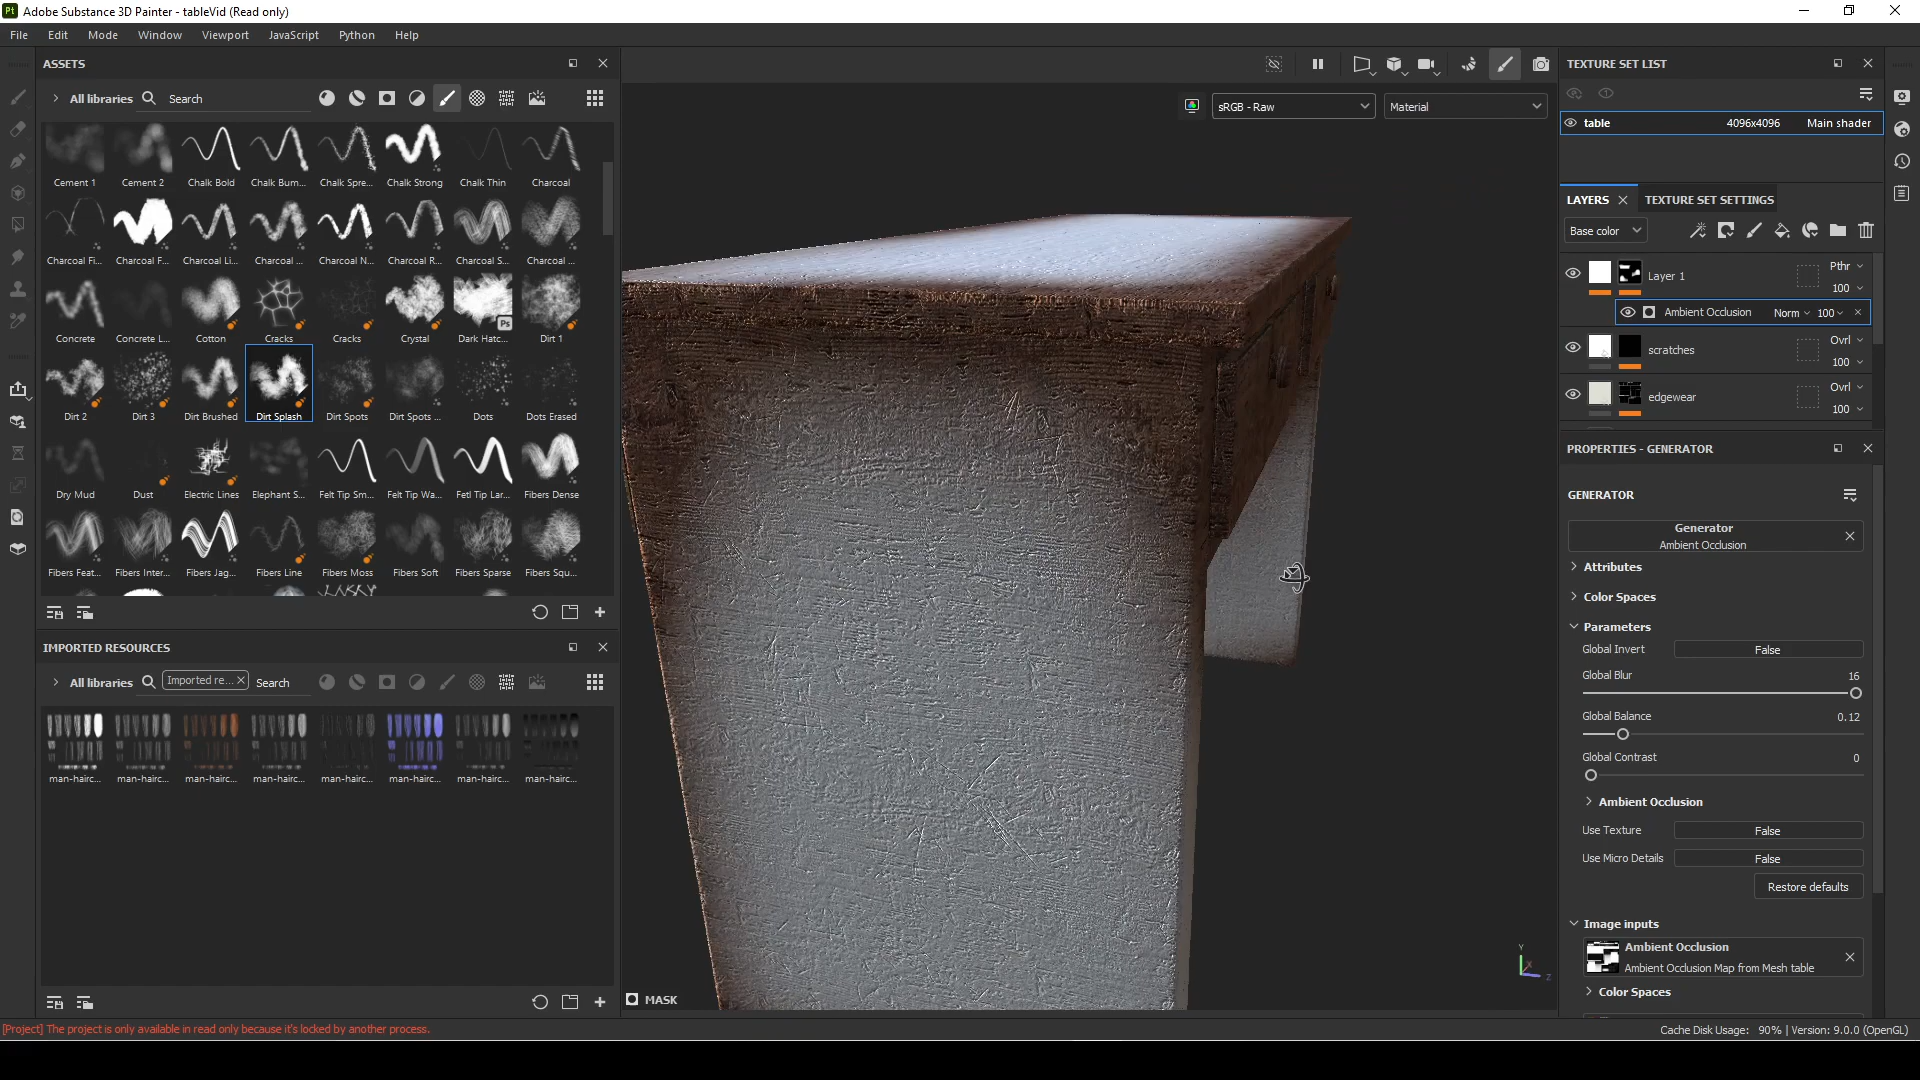 Pt Adobe Substance 3D Painter - tableVid (Read only)
File Edit Mode Window Viewport JavaScript Python Help
ASSETS
All libraries Search
Cement 1 Cement 2 Chalk Bold Chalk Bum... Chalk Spre... Chalk Strong Chalk Thin Charcoal
Charcoal Fi... Charcoal F... Charcoal Li... Charcoal ... Charcoal N... Charcoal R... Charcoal S... Charcoal ...
Concrete Concrete L... Cotton Cracks Cracks Crystal Dark Hatc... Dirt 1
Ps
Dirt 2 Dirt 3 Dirt Brushed Dirt Splash Dirt Spots Dirt Spots ... Dots Dots Erased
Dry Mud Dust Electric Lines Elephant S... Felt Tip Sm... Felt Tip Wa... Fetl Tip Lar... Fibers Dense
Fibers Feat... Fibers Inter... Fibers Jag... Fibers Line Fibers Moss Fibers Soft Fibers Sparse Fibers Squ...
IMPORTED RESOURCES
All libraries Imported re... Search
man-hairc... man-hairc... man-hairc... man-hairc... man-hairc... man-hairc... man-hairc... man-hairc...
sRGB - Raw Material
Y
Z
MASK
TEXTURE SET LIST
table 4096x4096 Main shader
LAYERS TEXTURE SET SETTINGS
Base color
Layer 1 Pthr
100
Ambient Occlusion Norm 100
scratches Ovrl
100
edgewear Ovrl
100
PROPERTIES - GENERATOR
GENERATOR
Generator
Ambient Occlusion
Attributes
Color Spaces
Parameters
Global Invert False
Global Blur 16
Global Balance 0.12
Global Contrast 0
Ambient Occlusion
Use Texture False
Use Micro Details False
Restore defaults
Image inputs
Ambient Occlusion
Ambient Occlusion Map from Mesh table
Color Spaces
[Project] The project is only available in read only because it's locked by another process.
Cache Disk Usage: 90% | Version: 9.0.0 (OpenGL)